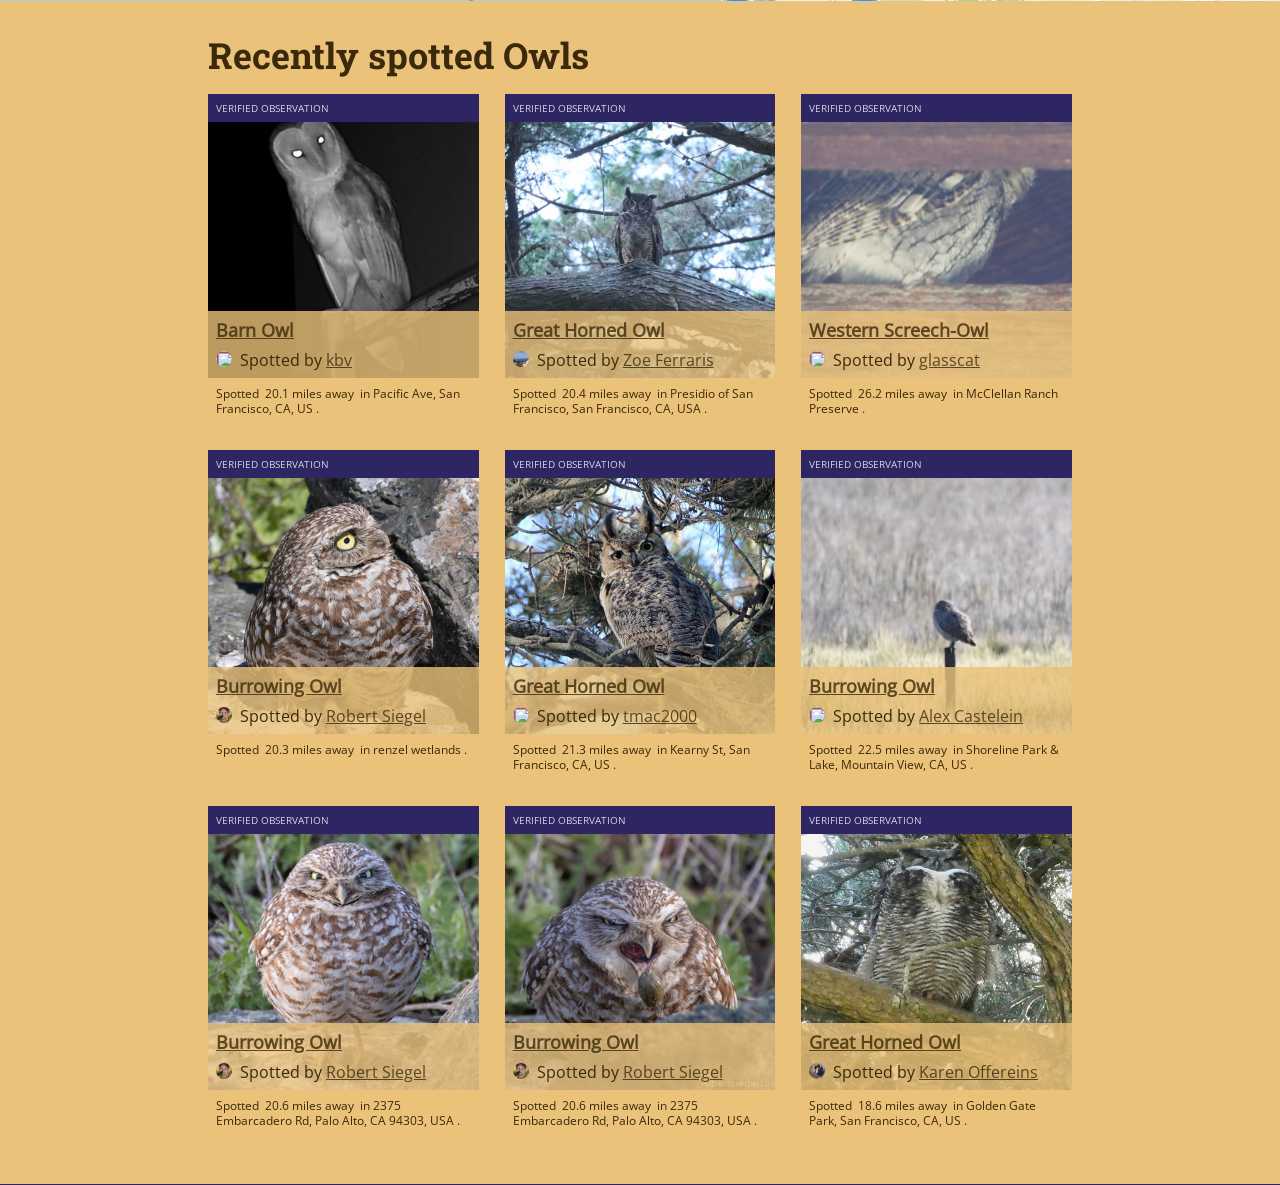 Recently spotted Owls
VERIFIED OBSERVATION
Barn Owl
Spotted by kbv
Spotted 20.1 miles away in Pacific Ave, San
Francisco, CA, US .
VERIFIED OBSERVATION
Great Horned Owl
Spotted by Zoe Ferraris
Spotted 20.4 miles away in Presidio of San
Francisco, San Francisco, CA, USA .
VERIFIED OBSERVATION
Western Screech-Owl
Spotted by glasscat
Spotted 26.2 miles away in McClellan Ranch
Preserve .
VERIFIED OBSERVATION
Burrowing Owl
Spotted by Robert Siegel
Spotted 20.3 miles away in renzel wetlands .
VERIFIED OBSERVATION
Great Horned Owl
Spotted by tmac2000
Spotted 21.3 miles away in Kearny St, San
Francisco, CA, US .
VERIFIED OBSERVATION
Burrowing Owl
Spotted by Alex Castelein
Spotted 22.5 miles away in Shoreline Park &
Lake, Mountain View, CA, US .
VERIFIED OBSERVATION
Burrowing Owl
Spotted by Robert Siegel
Spotted 20.6 miles away in 2375
Embarcadero Rd, Palo Alto, CA 94303, USA .
VERIFIED OBSERVATION
Burrowing Owl
Spotted by Robert Siegel
Spotted 20.6 miles away in 2375
Embarcadero Rd, Palo Alto, CA 94303, USA .
VERIFIED OBSERVATION
Great Horned Owl
Spotted by Karen Offereins
Spotted 18.6 miles away in Golden Gate
Park, San Francisco, CA, US .